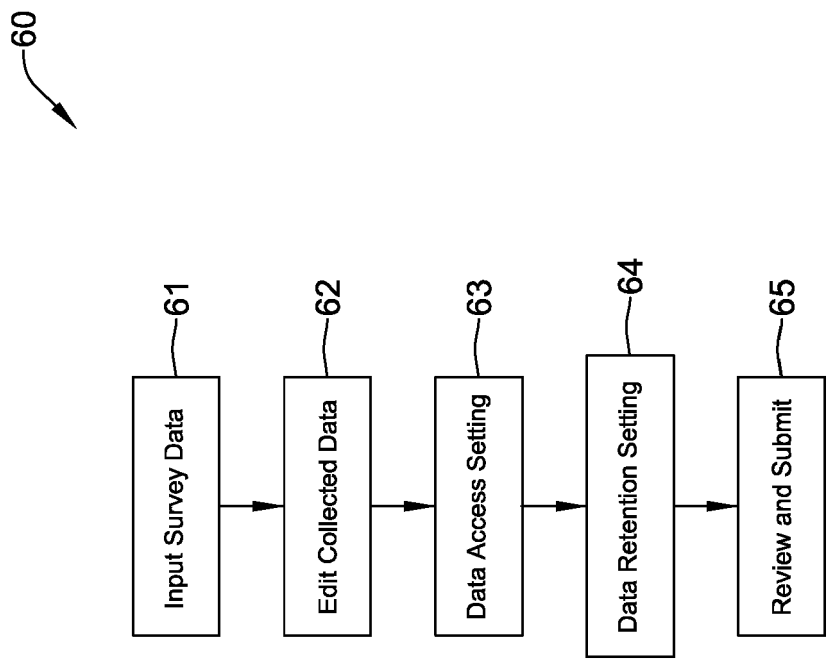 60
Input Survey Data
61
Edit Collected Data
62
Data Access Setting
63
Data Retention Setting
64
Review and Submit
65